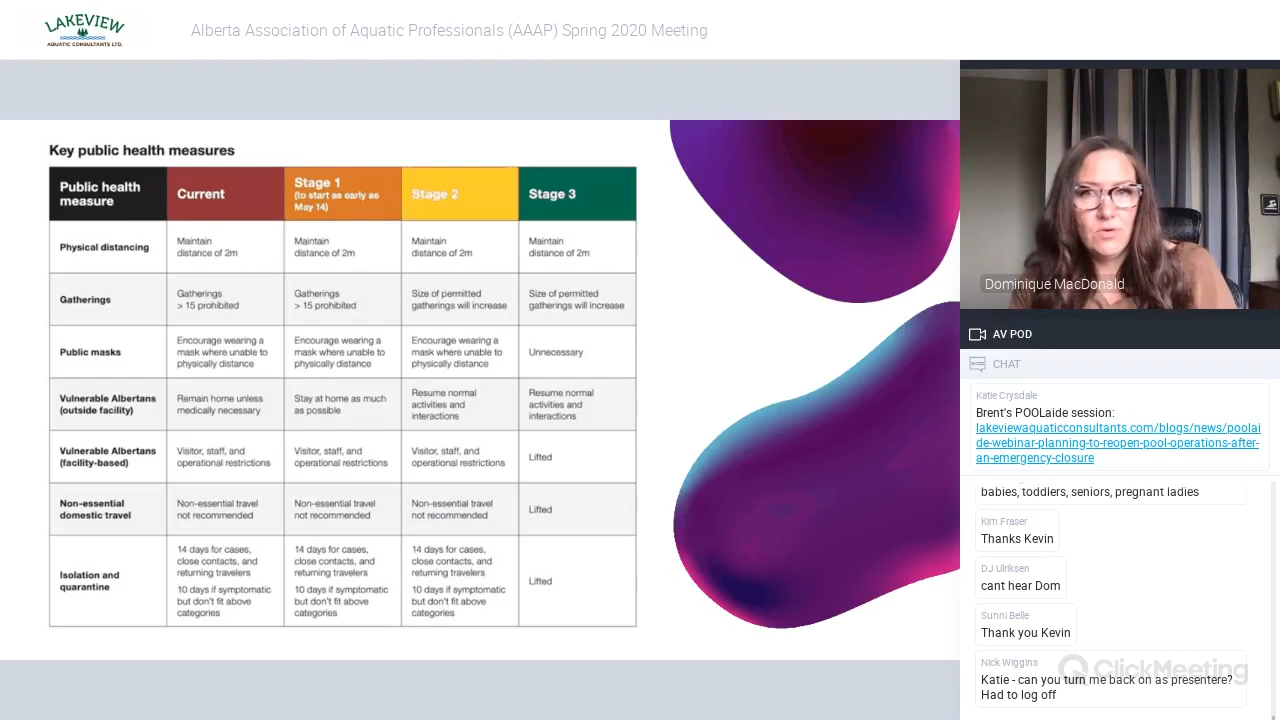 LAKEVIEW
AQUATIC CONSULTANTS LTD.
Alberta Association of Aquatic Professionals (AAAP) Spring 2020 Meeting
Key public health measures
Public health
measure
Current
Stage 1
(to start as early as
May 14)
Stage 2
Stage 3
Physical distancing
Maintain
distance of 2m
Maintain
distance of 2m
Maintain
distance of 2m
Maintain
distance of 2m
Gatherings
Gatherings
> 15 prohibited
Gatherings
> 15 prohibited
Size of permitted
gatherings will increase
Size of permitted
gatherings will increase
Public masks
Encourage wearing a
mask where unable to
physically distance
Encourage wearing a
mask where unable to
physically distance
Encourage wearing a
mask where unable to
physically distance
Unnecessary
Vulnerable Albertans
(outside facility)
Remain home unless
medically necessary
Stay at home as much
as possible
Resume normal
activities and
interactions
Resume normal
activities and
interactions
Vulnerable Albertans
(facility-based)
Visitor, staff, and
operational restrictions
Visitor, staff, and
operational restrictions
Visitor, staff, and
operational restrictions
Lifted
Non-essential
domestic travel
Non-essential travel
not recommended
Non-essential travel
not recommended
Non-essential travel
not recommended
Lifted
Isolation and
quarantine
14 days for cases,
close contacts, and
returning travelers
10 days if symptomatic
but don't fit above
categories
14 days for cases,
close contacts, and
returning travelers
10 days if symptomatic
but don't fit above
categories
14 days for cases,
close contacts, and
returning travelers
10 days if symptomatic
but don't fit above
categories
Lifted
Dominique MacDonald
AV POD
CHAT
Katie Crysdale
Brent's POOLaide session:
lakeviewaquaticconsultants.com/blogs/news/poolai
de-webinar-planning-to-reopen-pool-operations-after-
an-emergency-closure
babies, toddlers, seniors, pregnant ladies
Kim Fraser
Thanks Kevin
DJ Ulriksen
cant hear Dom
Sunni Belle
Thank you Kevin
Nick Wiggins
Katie - can you turn me back on as presentere?
Had to log off
ClickMeeting